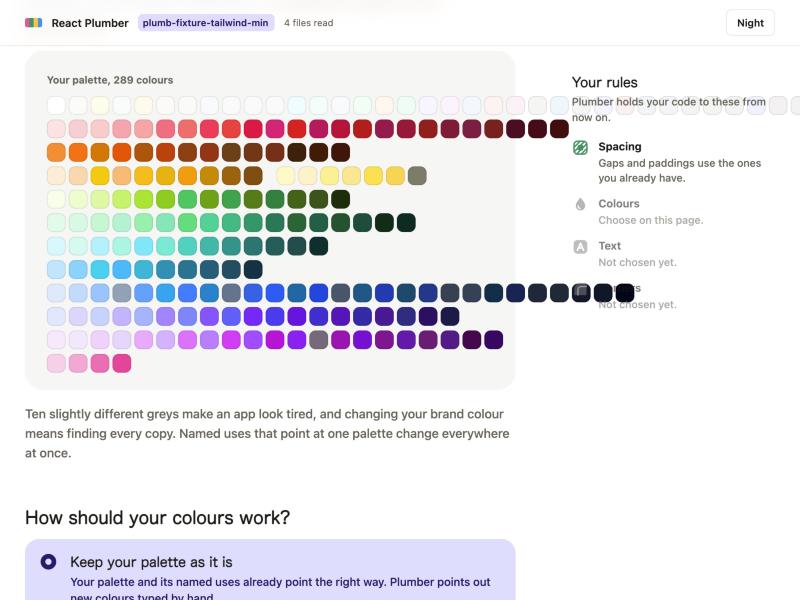 React Plumber
plumb-fixture-tailwind-min
4 files read
Night
Your palette, 289 colours
Ten slightly different greys make an app look tired, and changing your brand colour
means finding every copy. Named uses that point at one palette change everywhere
at once.
How should your colours work?
Keep your palette as it is
Your palette and its named uses already point the right way. Plumber points out
new colours typed by hand.
Your rules
Plumber holds your code to these from
now on.
Spacing
Gaps and paddings use the ones
you already have.
Colours
Choose on this page.
A
Text
Not chosen yet.
Not chosen yet.